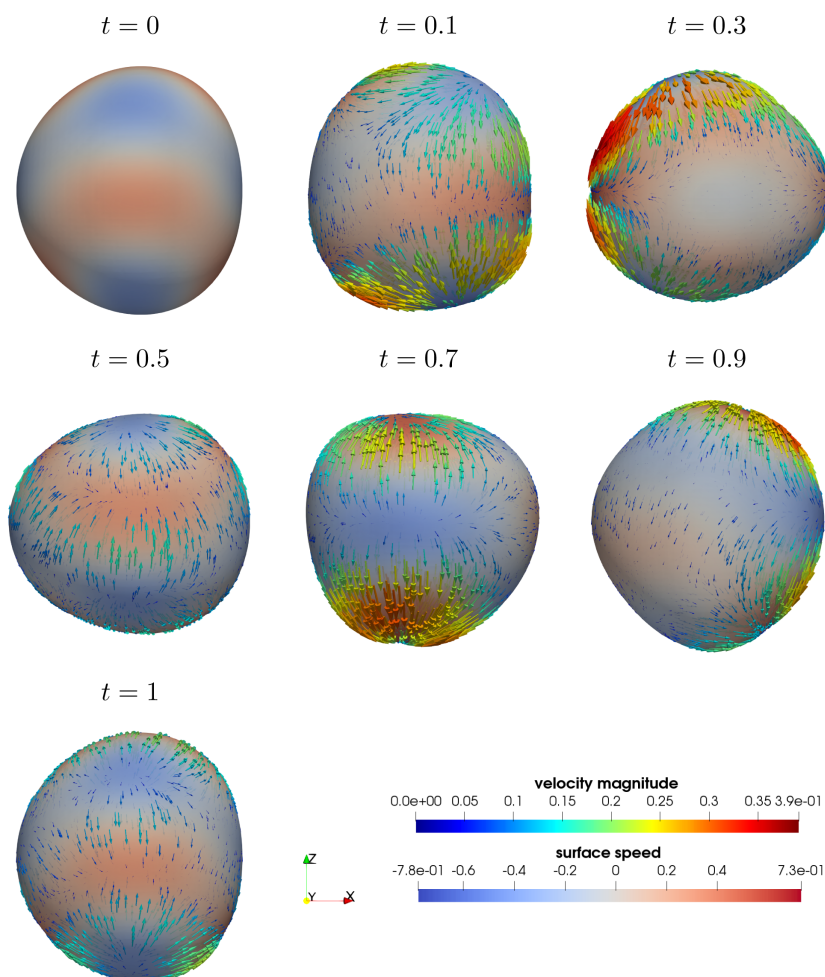 t = 0
t = 0.1
t = 0.3
t = 0.5
t = 0.7
t = 0.9
t = 1
velocity magnitude
0.0e+00 0.05 0.1 0.15 0.2 0.25 0.3 0.35 3.9e-01
surface speed
-7.8e-01 -0.6 -0.4 -0.2 0 0.2 0.4 7.3e-01
Z
Y X